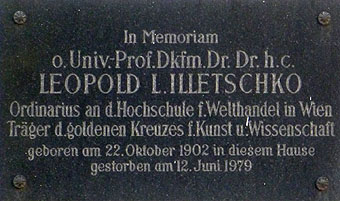 In Memoriam
o. Univ.-Prof. Dkfm. Dr. Dr. h. c.
LEOPOLD L. ILLETSCHKO
Ordinarius an d. Hochschule f. Welthandel in Wien
Träger d. goldenen Kreuzes f. Kunst u. Wissenschaft
geboren am 22. Oktober 1902 in diesem Hause
gestorben am 12. Juni 1979